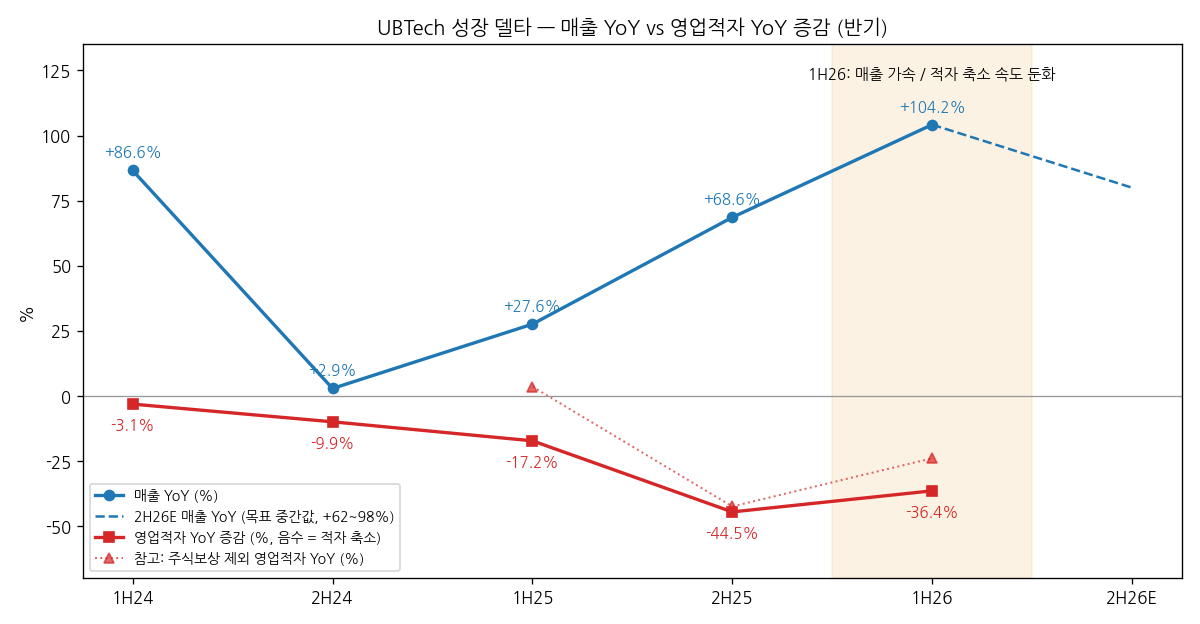 UBTech 성장 델타 — 매출 YoY vs 영업적자 YoY 증감 (반기)
1H26: 매출 가속 / 적자 축소 속도 둔화
%
125
100
75
50
25
0
-25
-50
+86.6%
+2.9%
+27.6%
+68.6%
+104.2%
-3.1%
-9.9%
-17.2%
-44.5%
-36.4%
매출 YoY (%)
2H26E 매출 YoY (목표 중간값, +62~98%)
영업적자 YoY 증감 (%, 음수 = 적자 축소)
참고: 주식보상 제외 영업적자 YoY (%)
1H24
2H24
1H25
2H25
1H26
2H26E